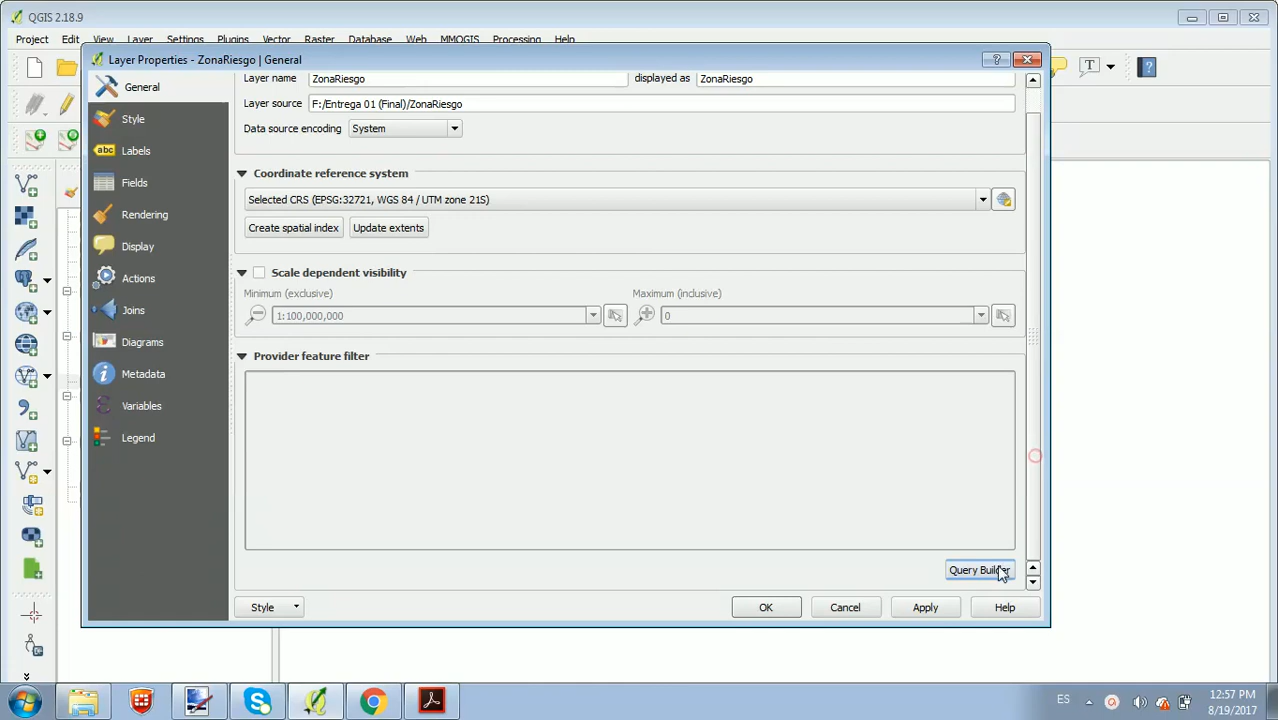 QGIS 2.18.9
Project Edit View Layer Settings Plugins Vector Raster Database Web MMQGIS Processing Help
Layer Properties - ZonaRiesgo | General
General
Style
Labels
Fields
Rendering
Display
Actions
Joins
Diagrams
Metadata
Variables
Legend
Layer name ZonaRiesgo displayed as ZonaRiesgo
Layer source F:/Entrega 01 (Final)/ZonaRiesgo
Data source encoding System
Coordinate reference system
Selected CRS (EPSG:32721, WGS 84 / UTM zone 21S)
Create spatial index Update extents
Scale dependent visibility
Minimum (exclusive) Maximum (inclusive)
1:100,000,000 0
Provider feature filter
Query Builder
Style OK Cancel Apply Help
abc
T
?
ES
12:57 PM
8/19/2017